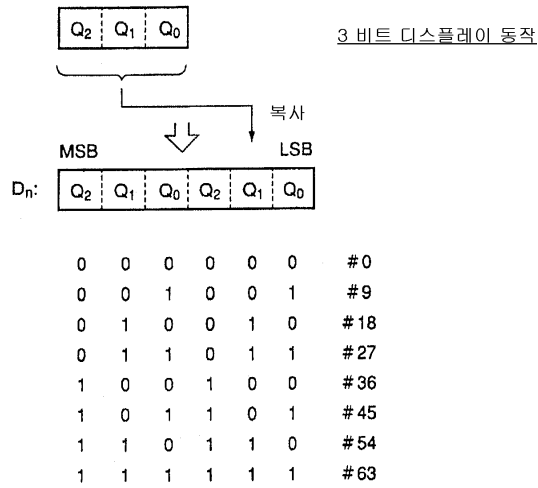 Q₂ Q₁ Q₀
3 비트 디스플레이 동작
복사
MSB LSB
Dₙ: Q₂ Q₁ Q₀ Q₂ Q₁ Q₀
0 0 0 0 0 0 #0
0 0 1 0 0 1 #9
0 1 0 0 1 0 #18
0 1 1 0 1 1 #27
1 0 0 1 0 0 #36
1 0 1 1 0 1 #45
1 1 0 1 1 0 #54
1 1 1 1 1 1 #63